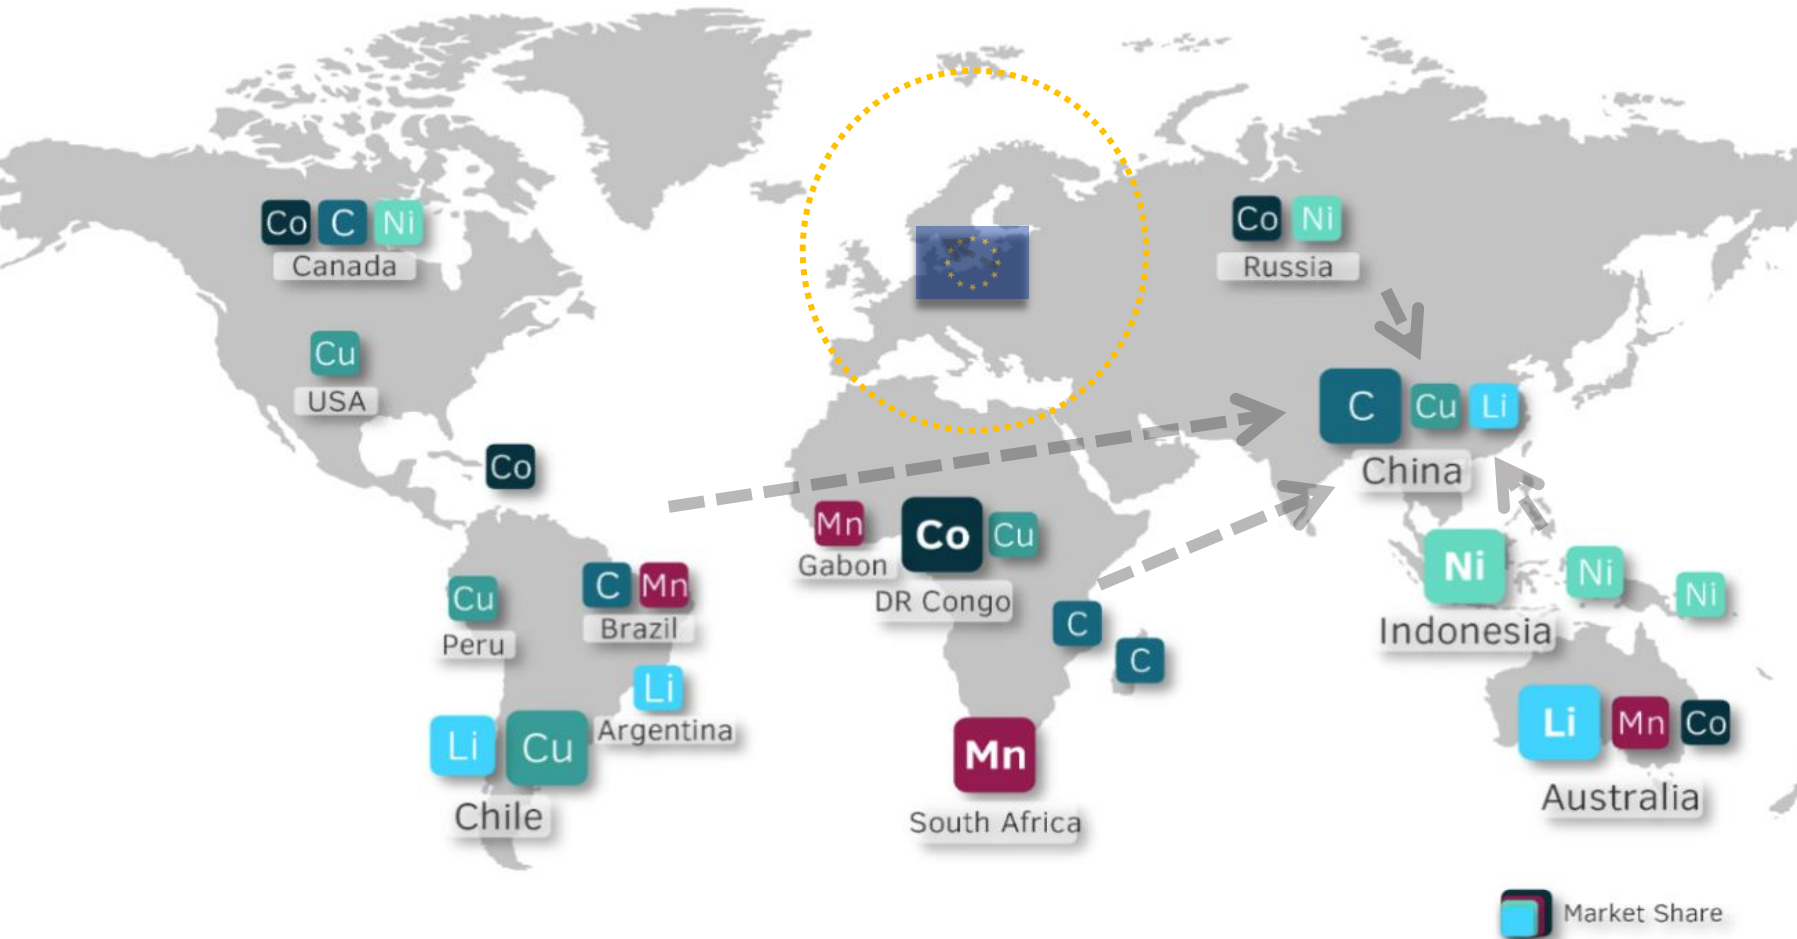 Co C Ni
Canada
Co Ni
Russia
Cu
USA
C Cu Li
China
Co
Mn
Gabon
Co Cu
DR Congo
Ni
Indonesia
Ni
Ni
Cu
Peru
C Mn
Brazil
C
C
Li
Argentina
Li Cu
Chile
Mn
South Africa
Li Mn Co
Australia
Market Share